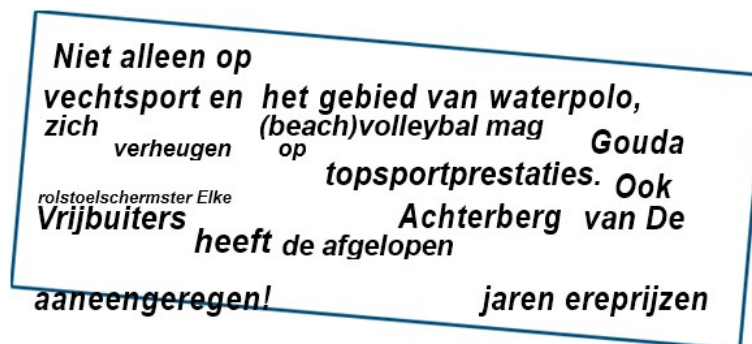 Niet alleen op
vechtsport en het gebied van waterpolo,
zich (beach)volleybal mag Gouda
verheugen op
topsportprestaties. Ook
rolstoelschermster Elke
Vrijbuiters Achterberg van De
heeft de afgelopen
aaneengeregen! jaren ereprijzen